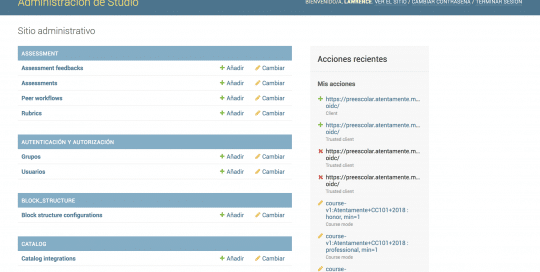 Administración de Studio
BIENVENIDO/A, LAWRENCE. VER EL SITIO / CAMBIAR CONTRASEÑA / TERMINAR SESIÓN
Sitio administrativo
ASSESSMENT
Assessment feedbacks Añadir Cambiar
Assessments Añadir Cambiar
Peer workflows Añadir Cambiar
Rubrics Añadir Cambiar
AUTENTICACIÓN Y AUTORIZACIÓN
Grupos Añadir Cambiar
Usuarios Añadir Cambiar
BLOCK_STRUCTURE
Block structure configurations Añadir Cambiar
CATALOG
Catalog integrations Añadir Cambiar
Acciones recientes
Mis acciones
https://preescolar.atentamente.m...
oidc/
Client
https://preescolar.atentamente.m...
oidc/
Trusted client
https://preescolar.atentamente.m...
oidc/
Trusted client
https://preescolar.atentamente.m...
oidc/
Trusted client
course-
v1:Atentamente+CC101+2018 :
honor, min=1
Course mode
course-
v1:Atentamente+CC101+2018 :
professional, min=1
Course mode
course-